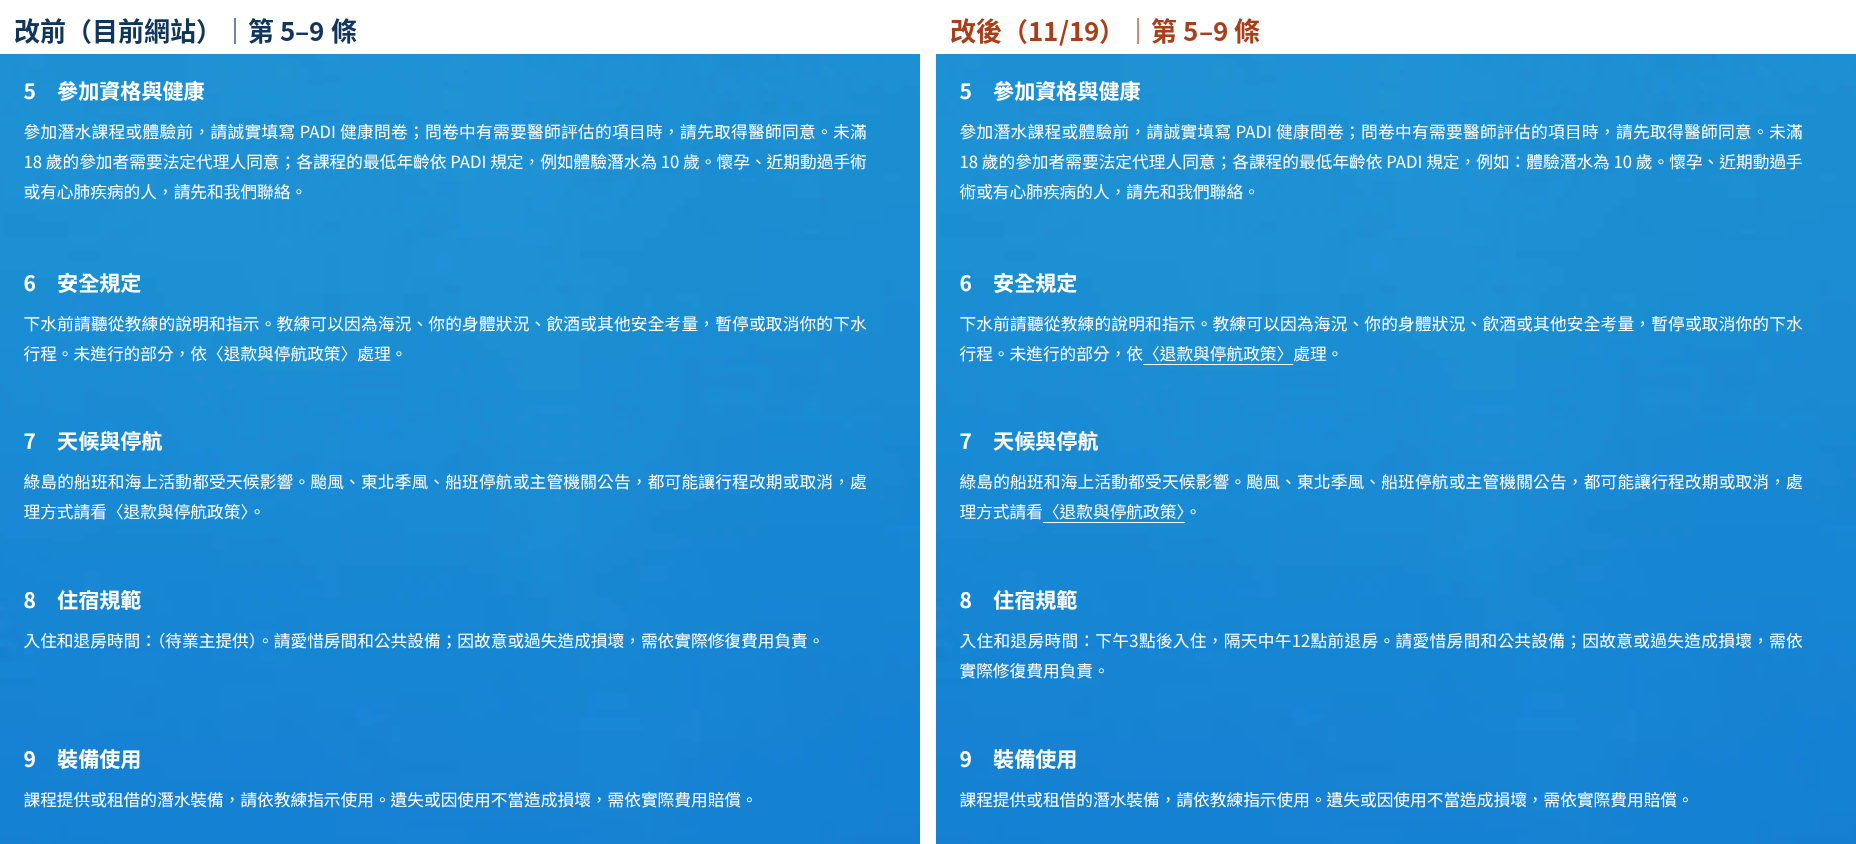 改前（目前網站）｜第 5–9 條
5 參加資格與健康
參加潛水課程或體驗前，請誠實填寫 PADI 健康問卷；問卷中有需要醫師評估的項目時，請先取得醫師同意。未滿
18 歲的參加者需要法定代理人同意；各課程的最低年齡依 PADI 規定，例如體驗潛水為 10 歲。懷孕、近期動過手術
或有心肺疾病的人，請先和我們聯絡。
6 安全規定
下水前請聽從教練的說明和指示。教練可以因為海況、你的身體狀況、飲酒或其他安全考量，暫停或取消你的下水
行程。未進行的部分，依〈退款與停航政策〉處理。
7 天候與停航
綠島的船班和海上活動都受天候影響。颱風、東北季風、船班停航或主管機關公告，都可能讓行程改期或取消，處
理方式請看〈退款與停航政策〉。
8 住宿規範
入住和退房時間：（待業主提供）。請愛惜房間和公共設備；因故意或過失造成損壞，需依實際修復費用負責。
9 裝備使用
課程提供或租借的潛水裝備，請依教練指示使用。遺失或因使用不當造成損壞，需依實際費用賠償。
改後（11/19）｜第 5–9 條
5 參加資格與健康
參加潛水課程或體驗前，請誠實填寫 PADI 健康問卷；問卷中有需要醫師評估的項目時，請先取得醫師同意。未滿
18 歲的參加者需要法定代理人同意；各課程的最低年齡依 PADI 規定，例如：體驗潛水為 10 歲。懷孕、近期動過手
術或有心肺疾病的人，請先和我們聯絡。
6 安全規定
下水前請聽從教練的說明和指示。教練可以因為海況、你的身體狀況、飲酒或其他安全考量，暫停或取消你的下水
行程。未進行的部分，依〈退款與停航政策〉處理。
7 天候與停航
綠島的船班和海上活動都受天候影響。颱風、東北季風、船班停航或主管機關公告，都可能讓行程改期或取消，處
理方式請看〈退款與停航政策〉。
8 住宿規範
入住和退房時間：下午3點後入住，隔天中午12點前退房。請愛惜房間和公共設備；因故意或過失造成損壞，需依
實際修復費用負責。
9 裝備使用
課程提供或租借的潛水裝備，請依教練指示使用。遺失或因使用不當造成損壞，需依實際費用賠償。